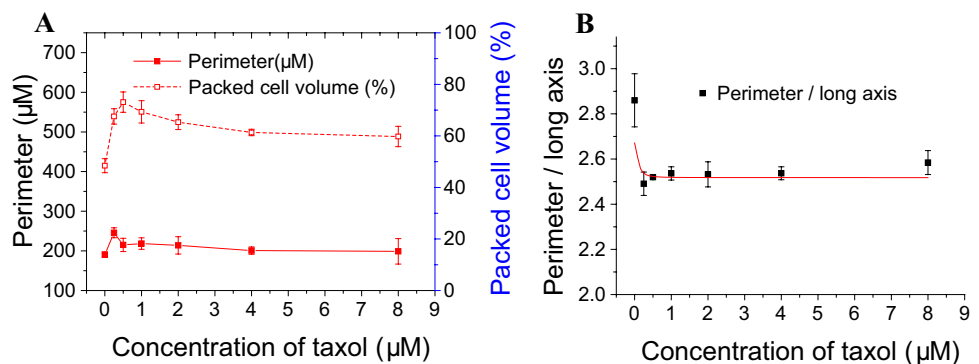 A
Perimeter (µM)
750
700
600
500
400
300
200
100
Perimeter(µM)
Packed cell volume (%)
100
80
60
40
20
0
Packed cell volume (%)
0 1 2 3 4 5 6 7 8 9
Concentration of taxol (µM)
B
Perimeter / long axis
3.0
2.8
2.6
2.4
2.2
2.0
Perimeter / long axis
0 1 2 3 4 5 6 7 8 9
Concentration of taxol (µM)